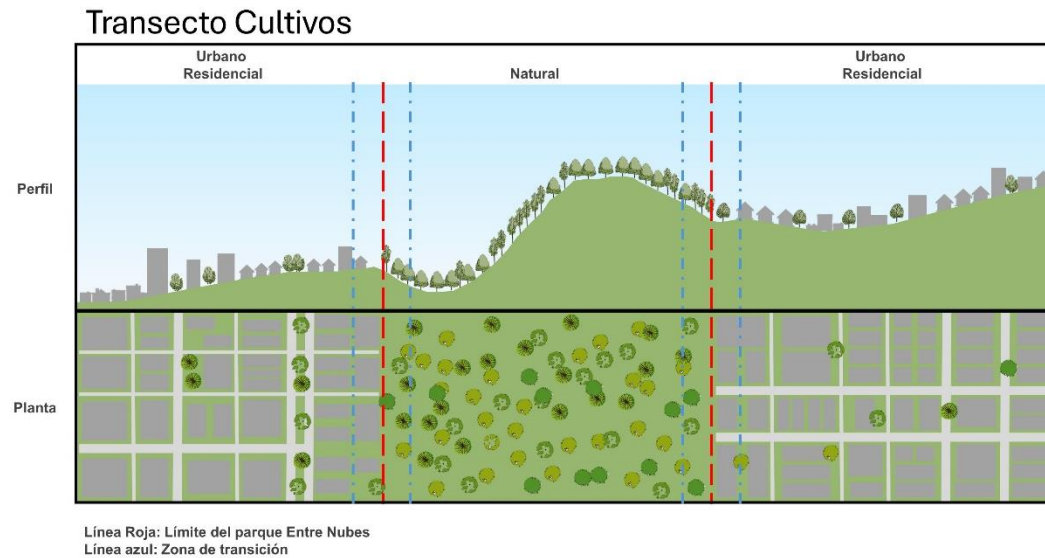 Transecto Cultivos
Urbano
Residencial
Natural
Urbano
Residencial
Perfil
Planta
Línea Roja: Límite del parque Entre Nubes
Línea azul: Zona de transición